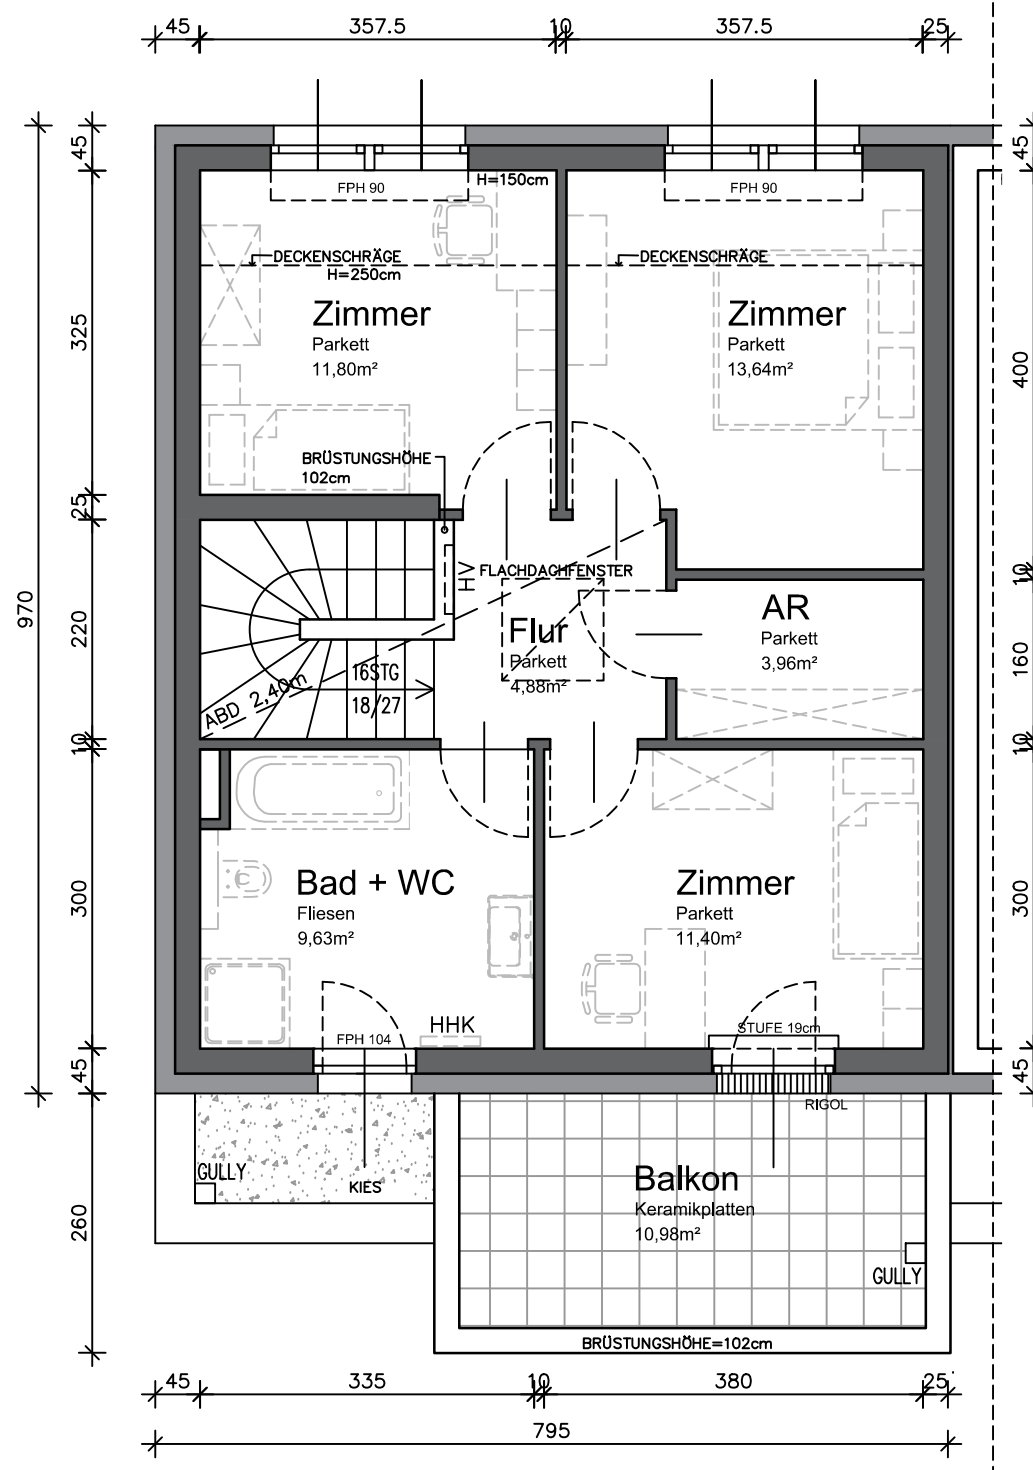 45 357.5 10 357.5 25
45
45
FPH 90
H=150cm
FPH 90
DECKENSCHRÄGE
H=250cm
DECKENSCHRÄGE
Zimmer
Parkett
11,80m²
Zimmer
Parkett
13,64m²
325
400
BRÜSTUNGSHÖHE
102cm
25
HV
FLACHDACHFENSTER
10
970
220
Flur
Parkett
4,88m²
AR
Parkett
3,96m²
160
ABD 2,40m
16STG
18/27
10
10
300
Bad + WC
Fliesen
9,63m²
Zimmer
Parkett
11,40m²
300
FPH 104
HHK
STUFE 19cm
45
45
RIGOL
GULLY
KIES
260
Balkon
Keramikplatten
10,98m²
GULLY
BRÜSTUNGSHÖHE=102cm
45 335 10 380 25
795